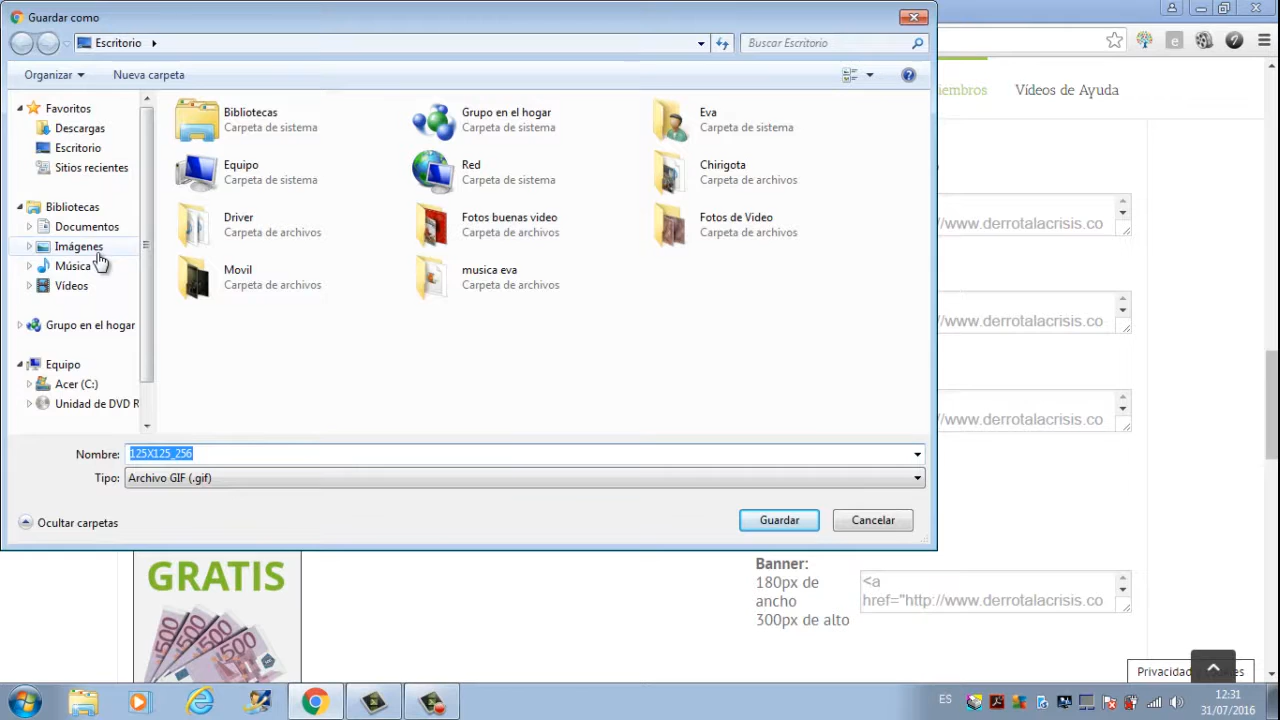 Guardar como
Escritorio
Buscar Escritorio
Organizar
Nueva carpeta
Favoritos
Descargas
Escritorio
Sitios recientes
Bibliotecas
Documentos
Imágenes
Música
Vídeos
Grupo en el hogar
Equipo
Acer (C:)
Unidad de DVD R
Bibliotecas
Carpeta de sistema
Grupo en el hogar
Carpeta de sistema
Eva
Carpeta de sistema
Equipo
Carpeta de sistema
Red
Carpeta de sistema
Chirigota
Carpeta de archivos
Driver
Carpeta de archivos
Fotos buenas video
Carpeta de archivos
Fotos de Video
Carpeta de archivos
Movil
Carpeta de archivos
musica eva
Carpeta de archivos
Nombre: 125X125_256
Tipo: Archivo GIF (.gif)
Ocultar carpetas
Guardar
Cancelar
iembros
Vídeos de Ayuda
//www.derrotalacrisis.co
//www.derrotalacrisis.co
//www.derrotalacrisis.co
GRATIS
500
500
500
Banner:
180px de
ancho
300px de alto
<a
href="http://www.derrotalacrisis.co
ES
12:31
31/07/2016